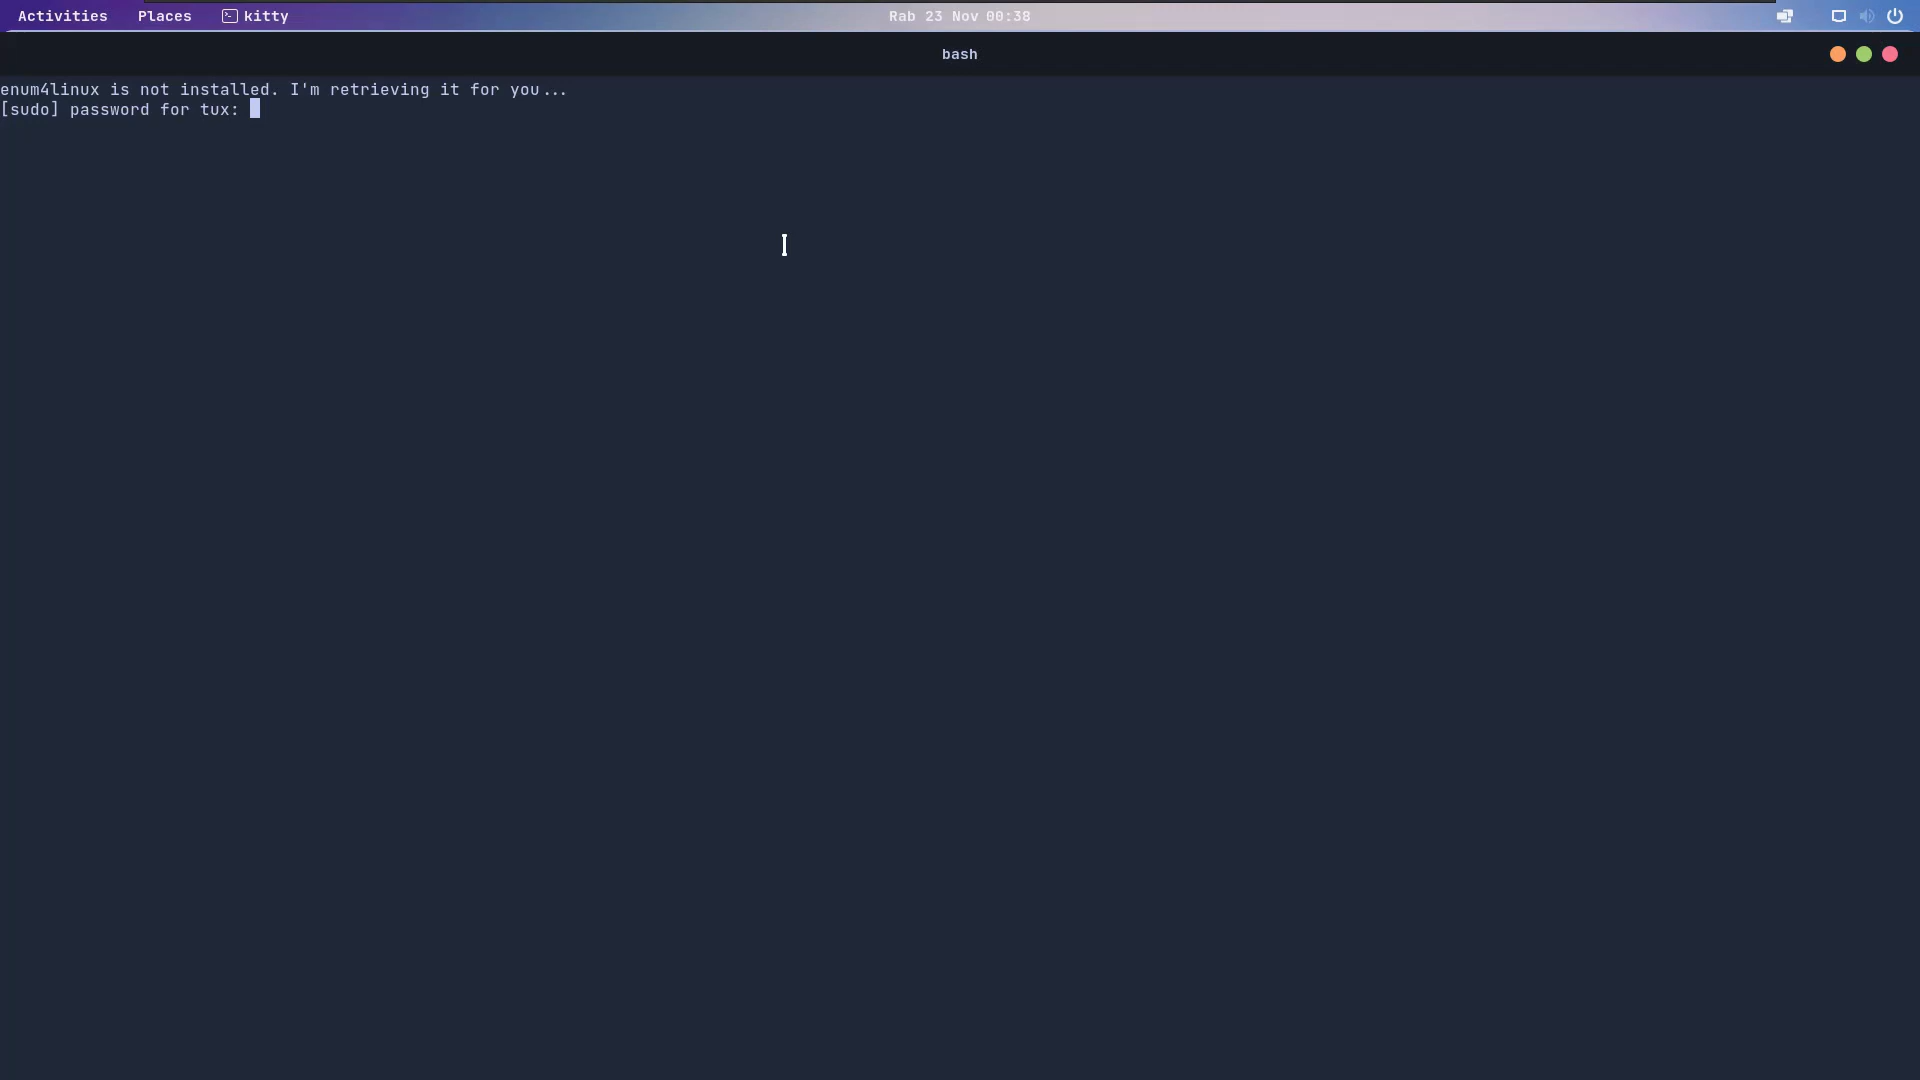 Activities Places kitty Rab 23 Nov 00:38
bash
enum4linux is not installed. I'm retrieving it for you...
[sudo] password for tux: